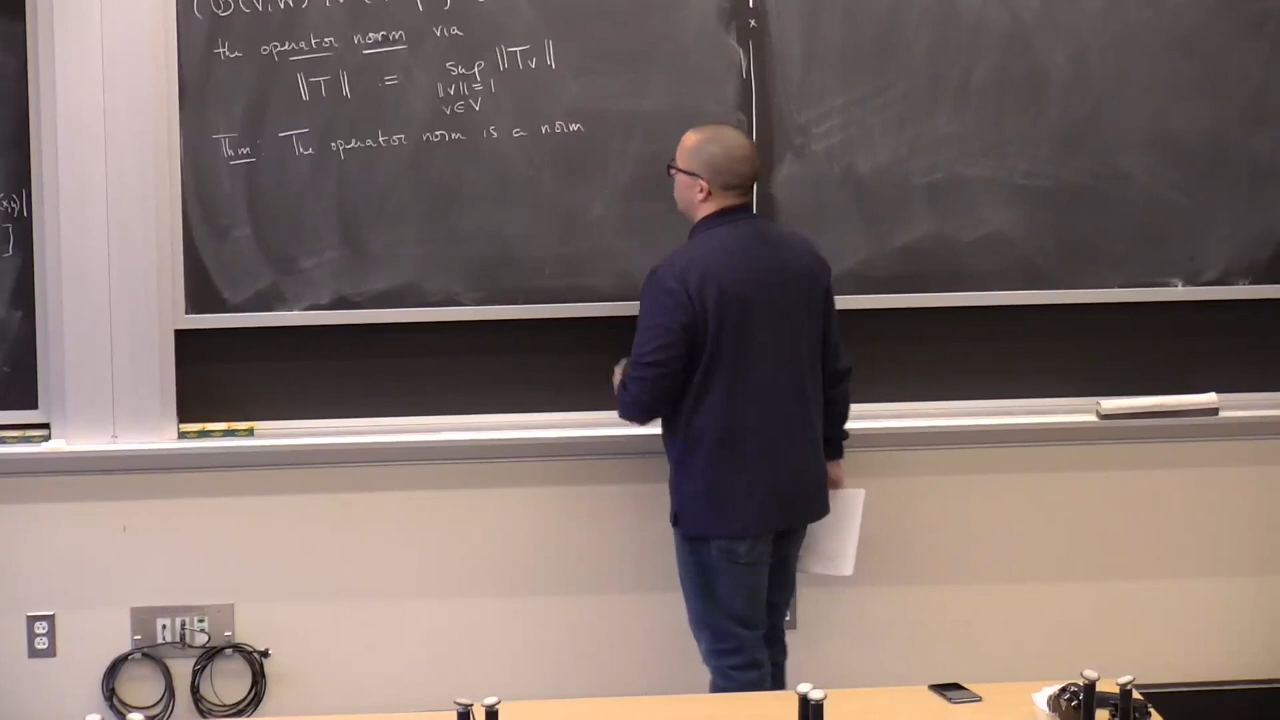 the operator norm via
‖T‖ := sup ‖Tv‖
‖v‖=1
v∈V
Thm: The operator norm is a norm